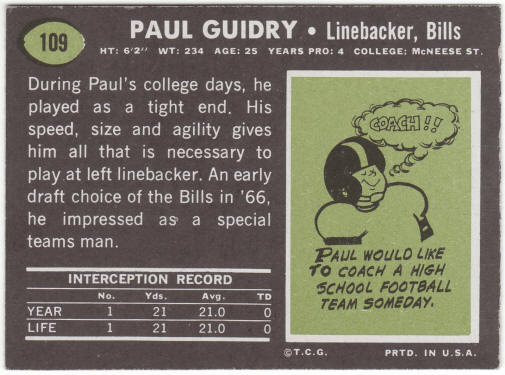 109
PAUL GUIDRY • Linebacker, Bills
HT: 6'2" WT: 234 AGE: 25 YEARS PRO: 4 COLLEGE: McNEESE ST.
During Paul's college days, he
played as a tight end. His
speed, size and agility gives
him all that is necessary to
play at left linebacker. An early
draft choice of the Bills in '66,
he impressed as a special
teams man.
INTERCEPTION RECORD
No. Yds. Avg. TD
YEAR 1 21 21.0 0
LIFE 1 21 21.0 0
COACH!!
PAUL WOULD LIKE
TO COACH A HIGH
SCHOOL FOOTBALL
TEAM SOMEDAY.
©T.C.G. PRTD. IN U.S.A.